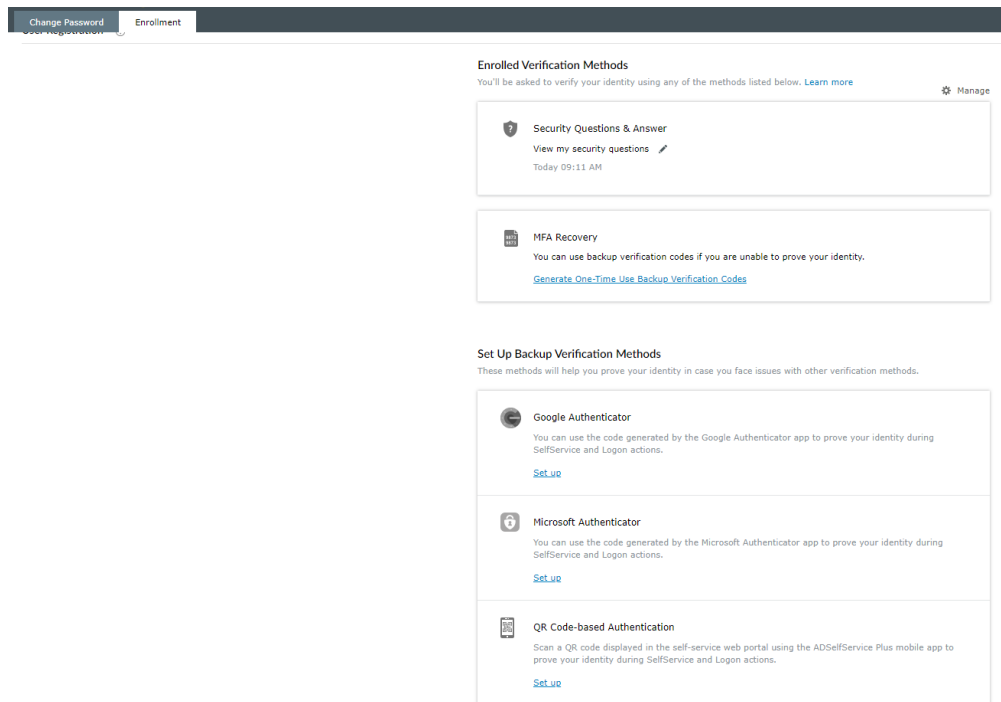 Change Password
Enrollment
User Registration
Enrolled Verification Methods
You'll be asked to verify your identity using any of the methods listed below. Learn more
Manage
Security Questions & Answer
View my security questions
Today 09:11 AM
MFA Recovery
You can use backup verification codes if you are unable to prove your identity.
Generate One-Time Use Backup Verification Codes
Set Up Backup Verification Methods
These methods will help you prove your identity in case you face issues with other verification methods.
Google Authenticator
You can use the code generated by the Google Authenticator app to prove your identity during
SelfService and Logon actions.
Set up
Microsoft Authenticator
You can use the code generated by the Microsoft Authenticator app to prove your identity during
SelfService and Logon actions.
Set up
QR Code-based Authentication
Scan a QR code displayed in the self-service web portal using the ADSelfService Plus mobile app to
prove your identity during SelfService and Logon actions.
Set up